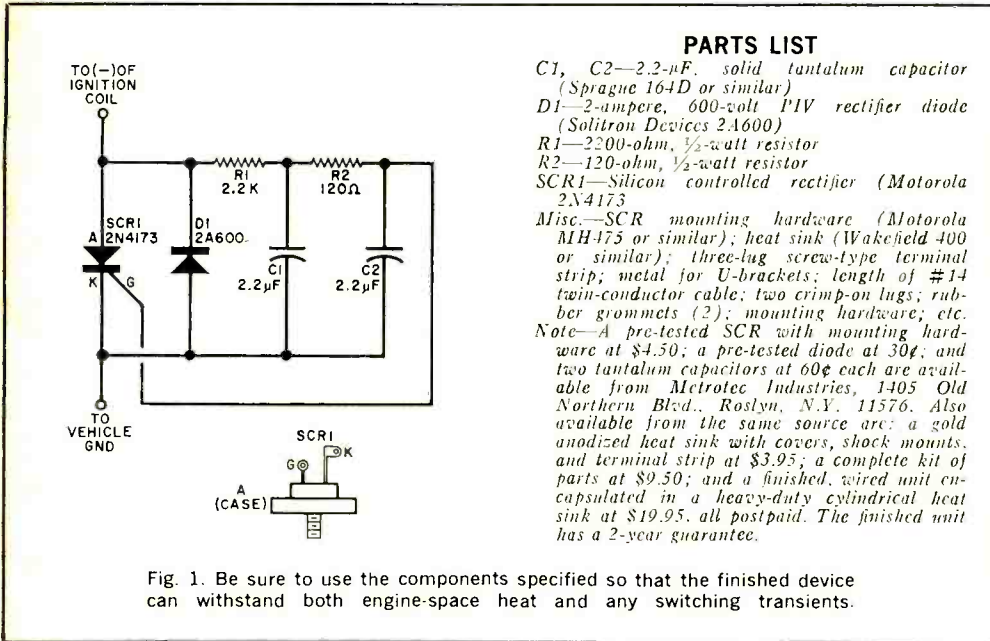 TO(-)OF
IGNITION
COIL
R1
2.2K
R2
120Ω
SCR1
A 2N4173
D1
2A600
K
G
C1
2.2µF
C2
2.2µF
TO
VEHICLE
GND
SCR1
G
K
A
(CASE)
PARTS LIST
C1, C2—2.2-µF, solid tantalum capacitor
(Sprague 164D or similar)
D1—2-ampere, 600-volt PIV rectifier diode
(Solitron Devices 2A600)
R1—2200-ohm, ½-watt resistor
R2—120-ohm, ½-watt resistor
SCR1—Silicon controlled rectifier (Motorola
2N4173
Misc.—SCR mounting hardware (Motorola
MH475 or similar); heat sink (Wakefield 400
or similar); three-lug screw-type terminal
strip; metal for U-brackets; length of #14
twin-conductor cable; two crimp-on lugs; rub-
ber grommets (2); mounting hardware; etc.
Note—A pre-tested SCR with mounting hard-
ware at $4.50; a pre-tested diode at 30¢; and
two tantalum capacitors at 60¢ each are avail-
able from Metrotec Industries, 1405 Old
Northern Blvd., Roslyn, N.Y. 11576. Also
available from the same source are: a gold
anodized heat sink with covers, shock mounts,
and terminal strip at $3.95; a complete kit of
parts at $9.50; and a finished, wired unit en-
capsulated in a heavy-duty cylindrical heat
sink at $19.95, all postpaid. The finished unit
has a 2-year guarantee.
Fig. 1. Be sure to use the components specified so that the finished device
can withstand both engine-space heat and any switching transients.